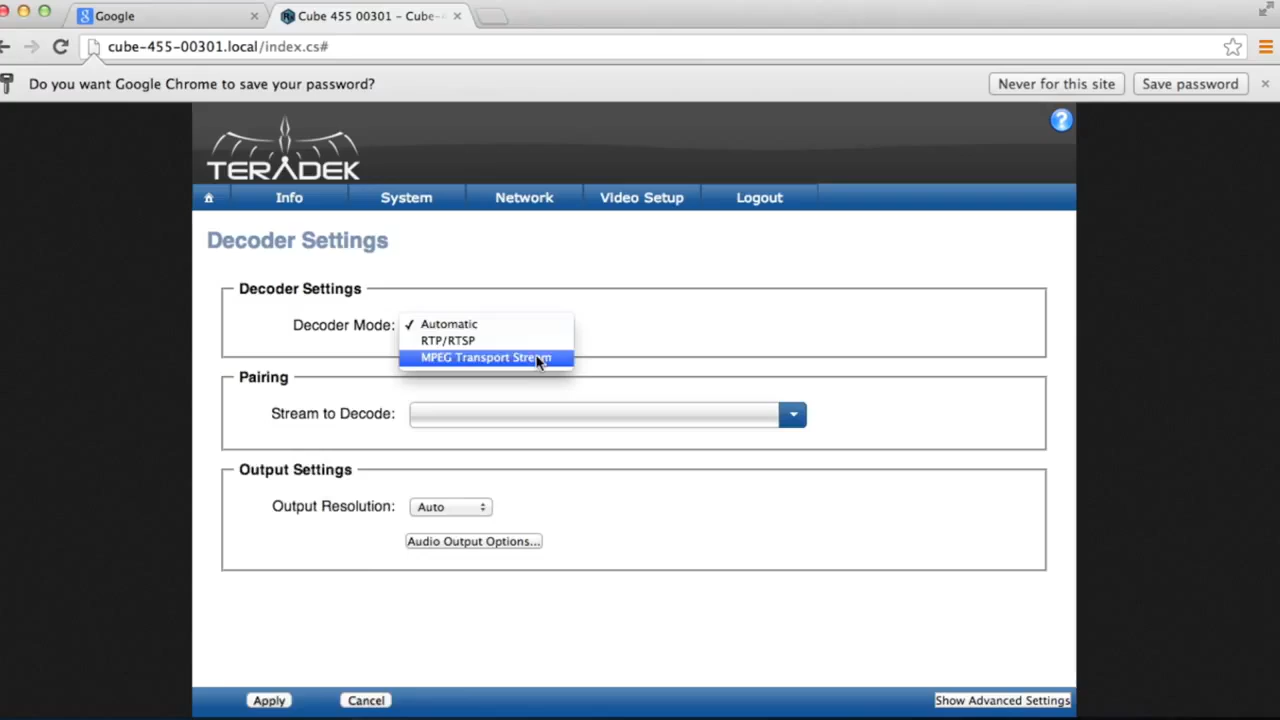 Google
Cube 455 00301 – Cube-
cube-455-00301.local/index.cs#
Do you want Google Chrome to save your password?
Never for this site
Save password
TERADEK
Info
System
Network
Video Setup
Logout
Decoder Settings
Decoder Settings
Decoder Mode:
✓ Automatic
RTP/RTSP
MPEG Transport Stream
Pairing
Stream to Decode:
Output Settings
Output Resolution:
Auto
Audio Output Options...
Apply
Cancel
Show Advanced Settings